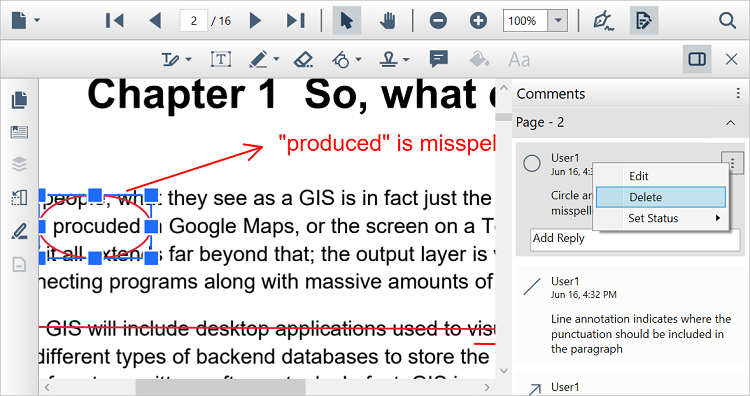 2 / 16 100%
T Aa
Chapter 1 So, what
"produced" is misspel
people, what they see as a GIS is in fact just the
procuded in Google Maps, or the screen on a T
it all extends far beyond that; the output layer is
necting programs along with massive amounts of
GIS will include desktop applications used to visu
different types of backend databases to store the
Comments
Page - 2
User1
Jun 16, 4:3
Circle an
misspelle
Edit
Delete
Set Status
Add Reply
User1
Jun 16, 4:32 PM
Line annotation indicates where the
punctuation should be included in
the paragraph
User1